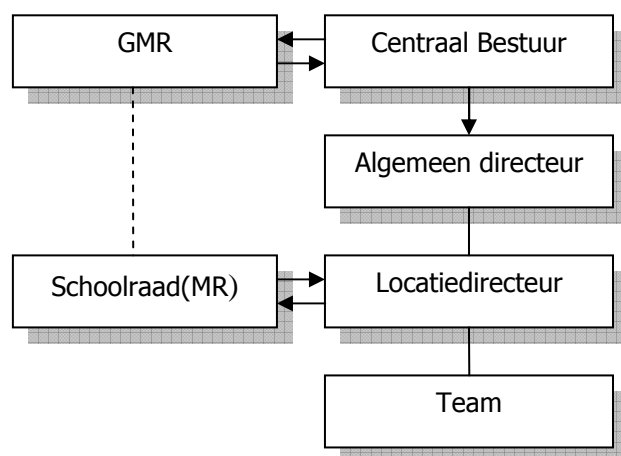 GMR
Centraal Bestuur
Algemeen directeur
Schoolraad(MR)
Locatiedirecteur
Team